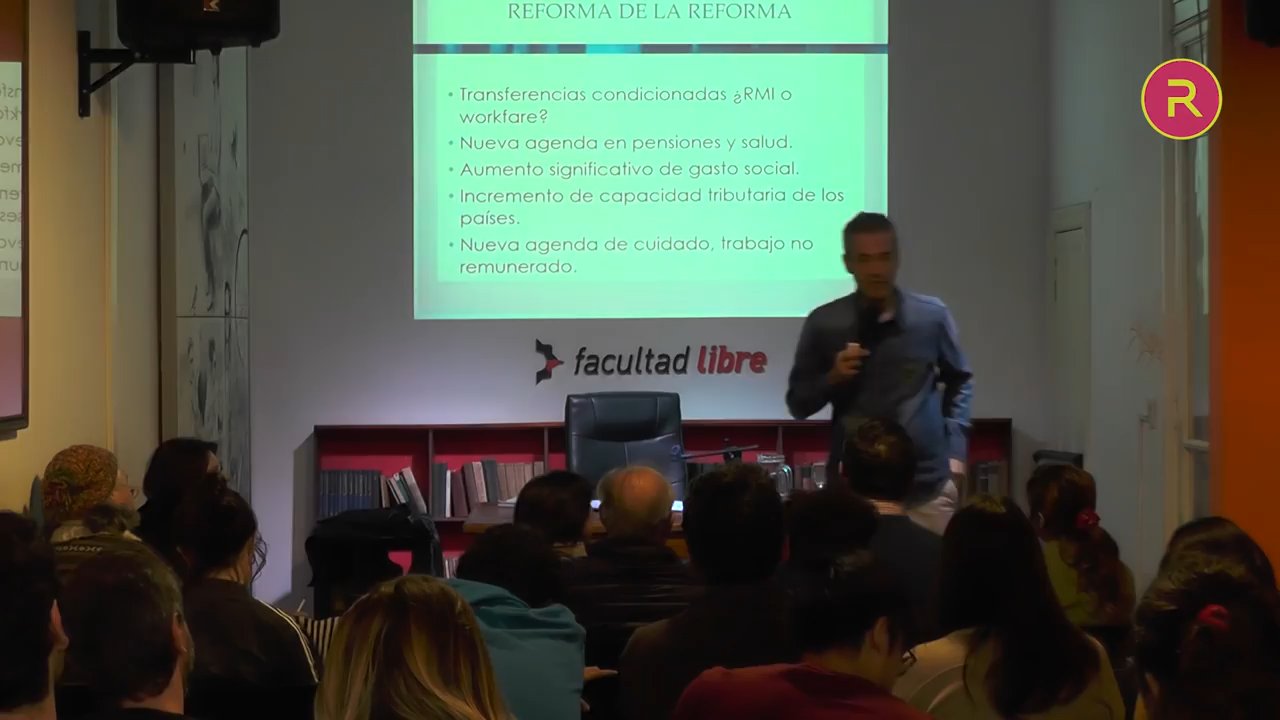 REFORMA DE LA REFORMA
• Transferencias condicionadas ¿RMI o
workfare?
• Nueva agenda en pensiones y salud.
• Aumento significativo de gasto social.
• Incremento de capacidad tributaria de los
países.
• Nueva agenda de cuidado, trabajo no
remunerado.
facultad libre
R